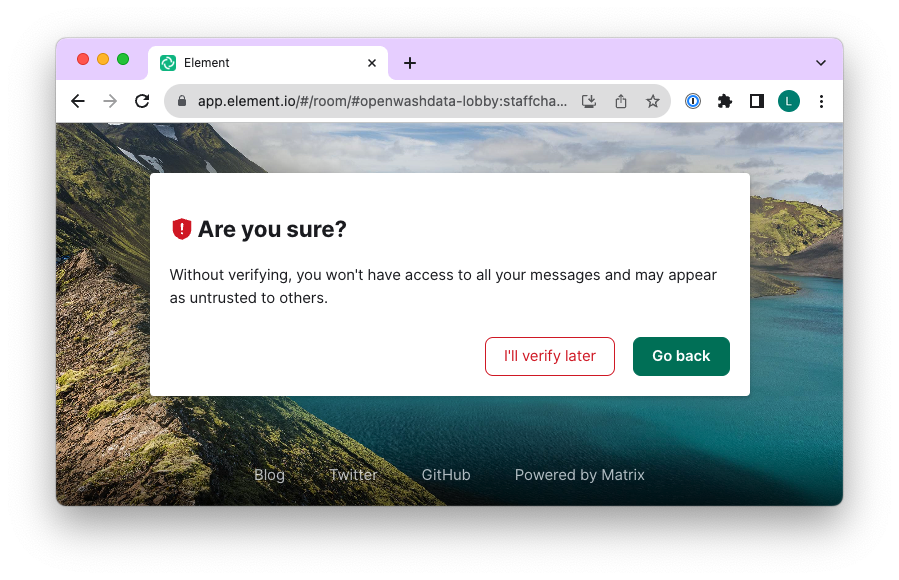 Element
app.element.io/#/room/#openwashdata-lobby:staffcha...
L
Are you sure?
Without verifying, you won't have access to all your messages and may appear
as untrusted to others.
I'll verify later
Go back
Blog
Twitter
GitHub
Powered by Matrix